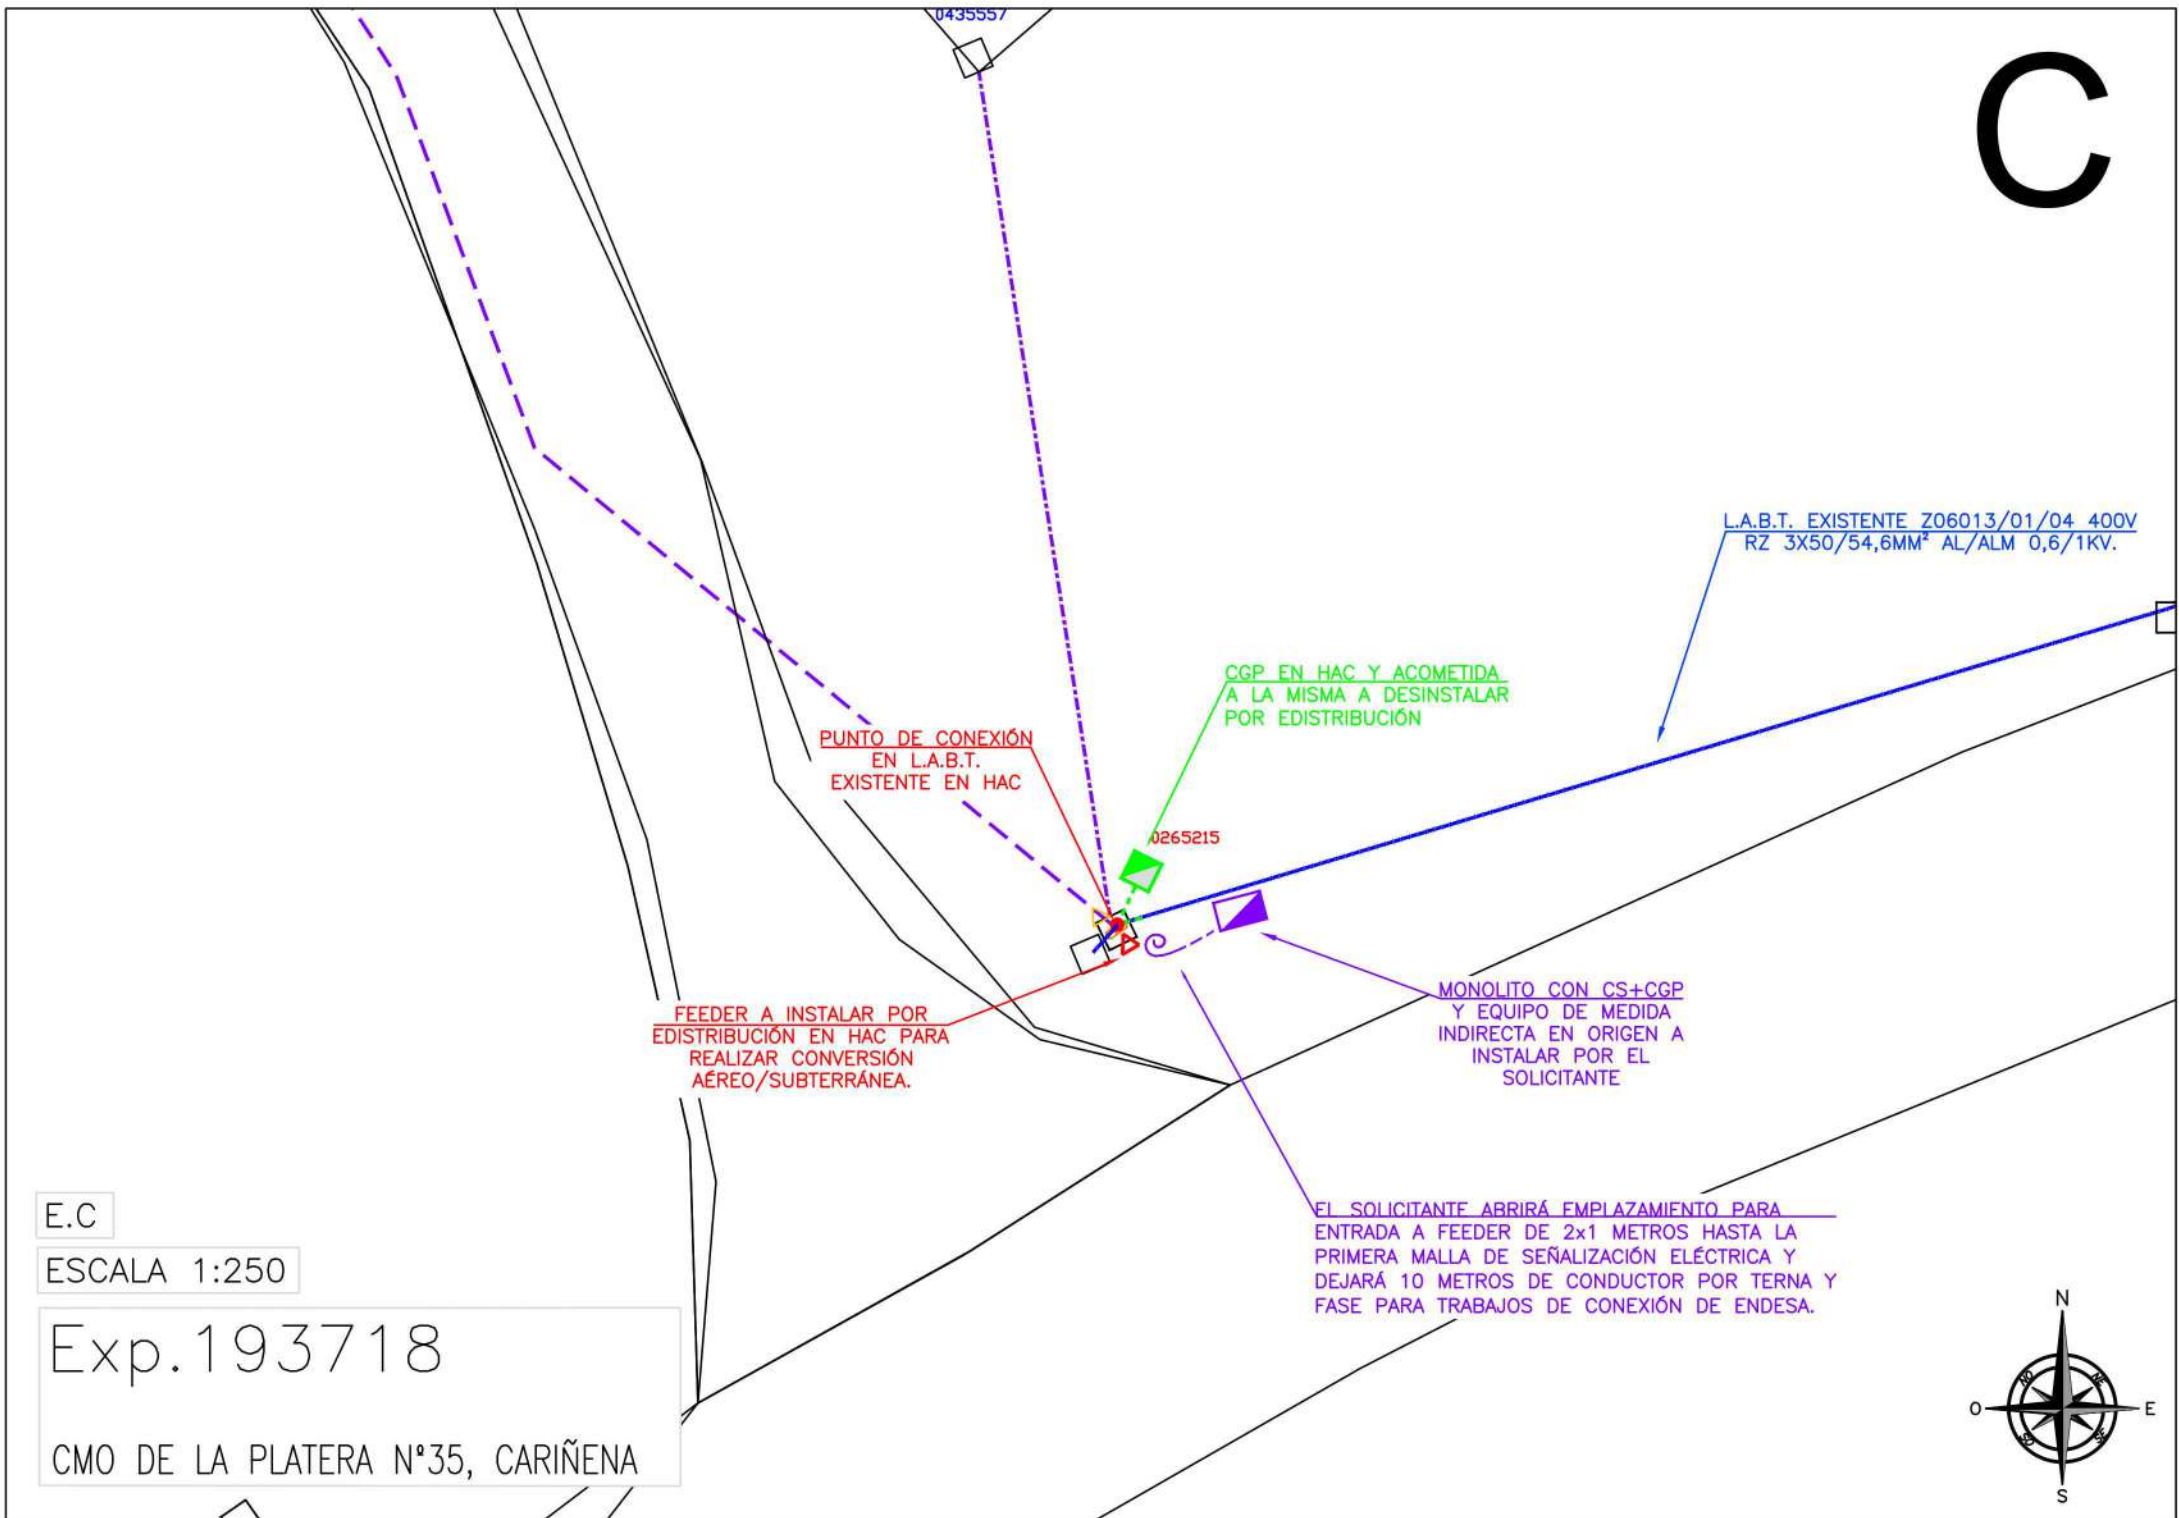 0435557
C
L.A.B.T. EXISTENTE Z06013/01/04 400V
RZ 3X50/54,6MM² AL/ALM 0,6/1KV.
CGP EN HAC Y ACOMETIDA
A LA MISMA A DESINSTALAR
POR EDISTRIBUCIÓN
PUNTO DE CONEXIÓN
EN L.A.B.T.
EXISTENTE EN HAC
0265215
FEEDER A INSTALAR POR
EDISTRIBUCIÓN EN HAC PARA
REALIZAR CONVERSIÓN
AÉREO/SUBTERRÁNEA.
MONOLITO CON CS+CGP
Y EQUIPO DE MEDIDA
INDIRECTA EN ORIGEN A
INSTALAR POR EL
SOLICITANTE
EL SOLICITANTE ABRIRÁ EMPLAZAMIENTO PARA
ENTRADA A FEEDER DE 2x1 METROS HASTA LA
PRIMERA MALLA DE SEÑALIZACIÓN ELÉCTRICA Y
DEJARÁ 10 METROS DE CONDUCTOR POR TERNA Y
FASE PARA TRABAJOS DE CONEXIÓN DE ENDESA.
E.C
ESCALA 1:250
Exp.193718
CMO DE LA PLATERA Nº35, CARIÑENA
N
NO
NE
O
E
SO
SE
S